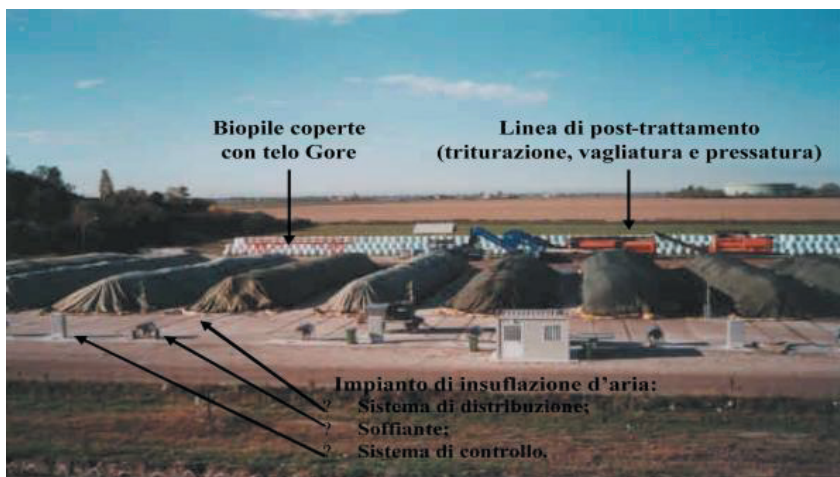 Biopile coperte
con telo Gore
Linea di post-trattamento
(triturazione, vagliatura e pressatura)
Impianto di insuflazione d'aria:
? Sistema di distribuzione;
? Soffiante;
? Sistema di controllo.